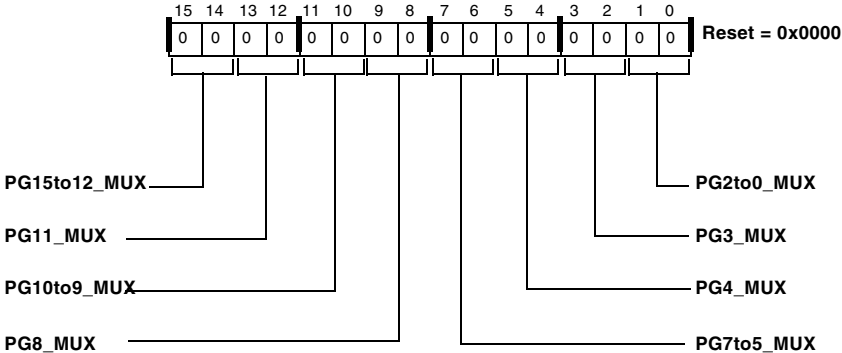 15 14 13 12 11 10 9 8 7 6 5 4 3 2 1 0
0 0 0 0 0 0 0 0 0 0 0 0 0 0 0 0 Reset = 0x0000
PG15to12_MUX PG2to0_MUX
PG11_MUX PG3_MUX
PG10to9_MUX PG4_MUX
PG8_MUX PG7to5_MUX